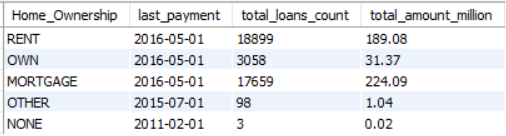 Home_Ownership last_payment total_loans_count total_amount_million
RENT 2016-05-01 18899 189.08
OWN 2016-05-01 3058 31.37
MORTGAGE 2016-05-01 17659 224.09
OTHER 2015-07-01 98 1.04
NONE 2011-02-01 3 0.02